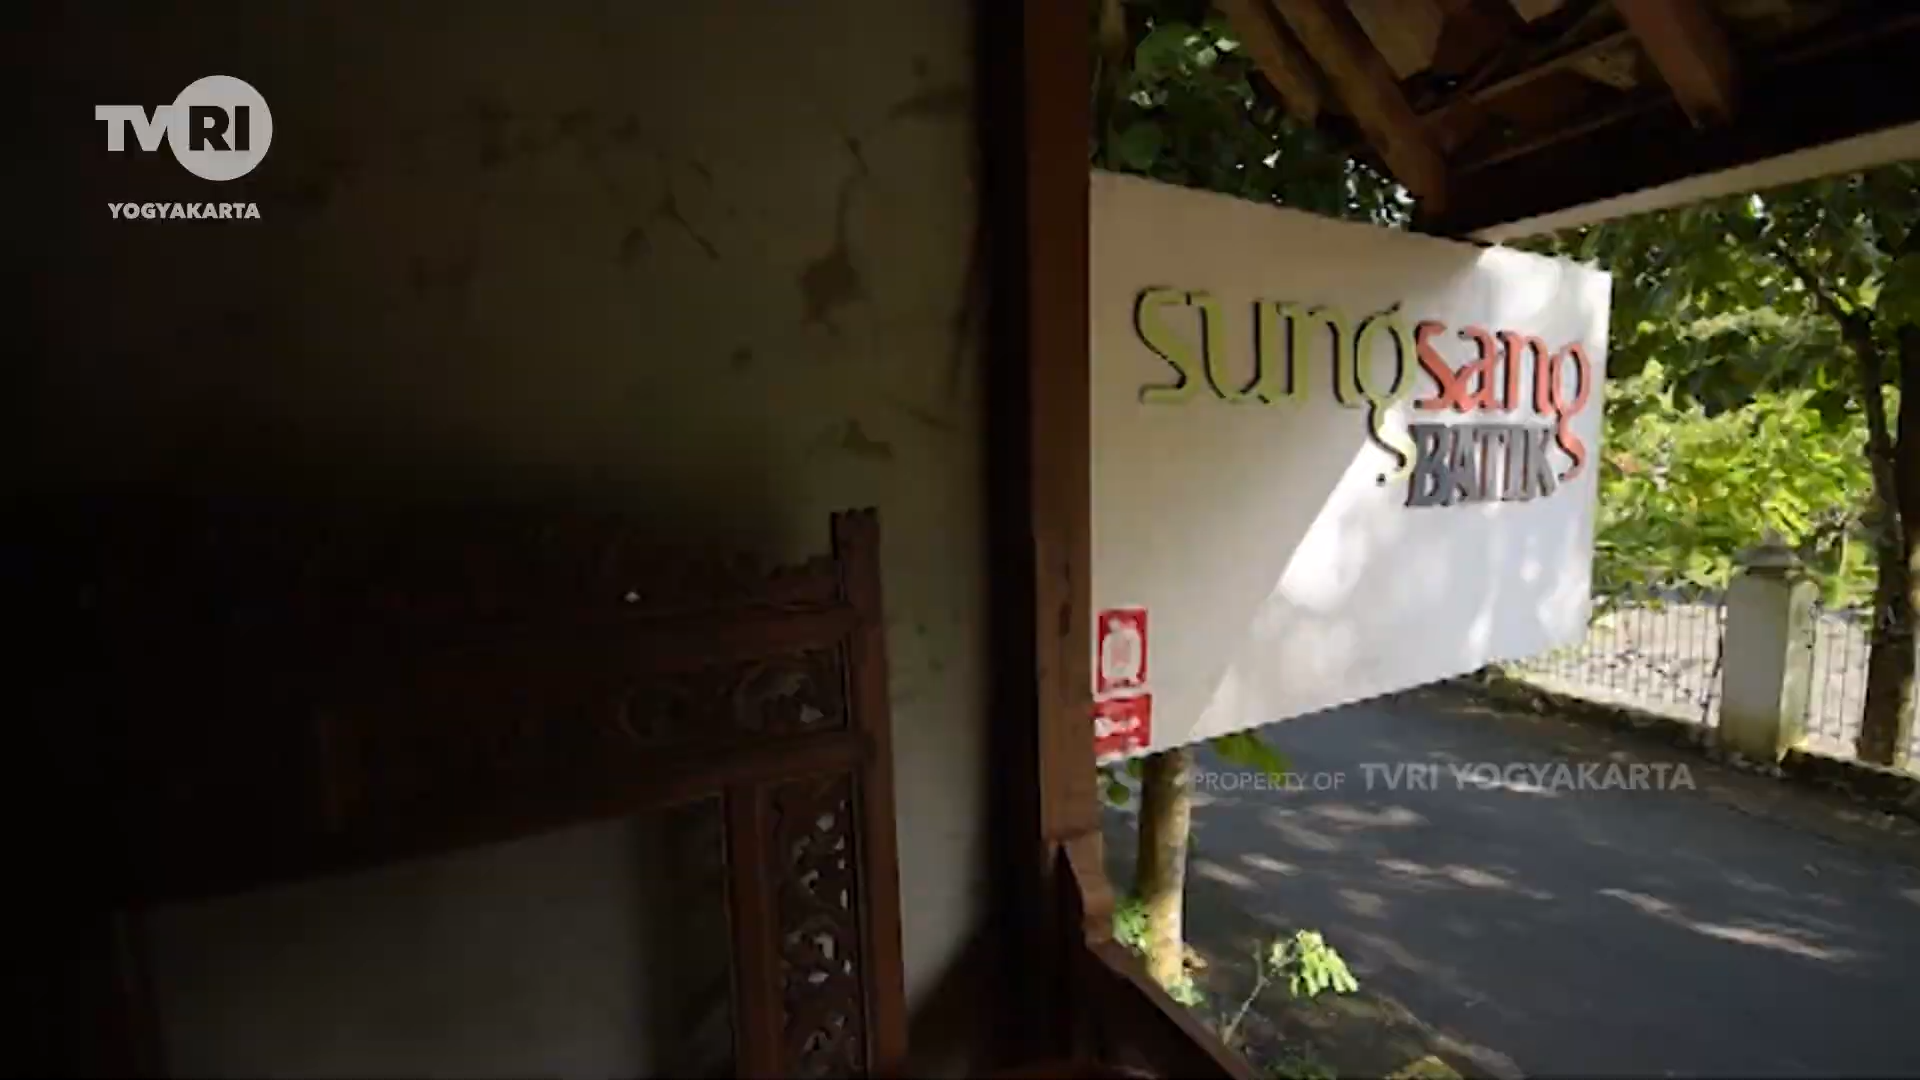 TVRI
YOGYAKARTA
sungsang
BATIK
PROPERTY OF TVRI YOGYAKARTA